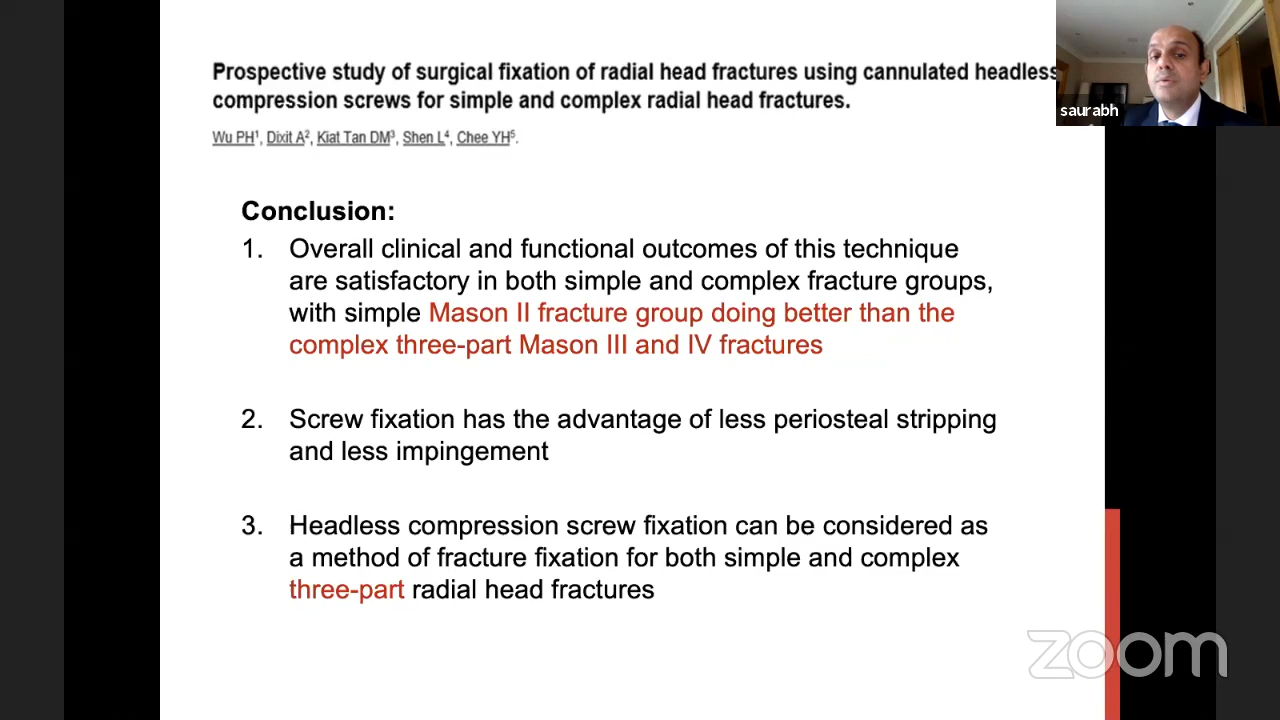 Prospective study of surgical fixation of radial head fractures using cannulated headless
compression screws for simple and complex radial head fractures.
Wu PH1, Dixit A2, Kiat Tan DM3, Shen L4, Chee YH5.
saurabh
Conclusion:
1. Overall clinical and functional outcomes of this technique
are satisfactory in both simple and complex fracture groups,
with simple Mason II fracture group doing better than the
complex three-part Mason III and IV fractures
2. Screw fixation has the advantage of less periosteal stripping
and less impingement
3. Headless compression screw fixation can be considered as
a method of fracture fixation for both simple and complex
three-part radial head fractures
zoom